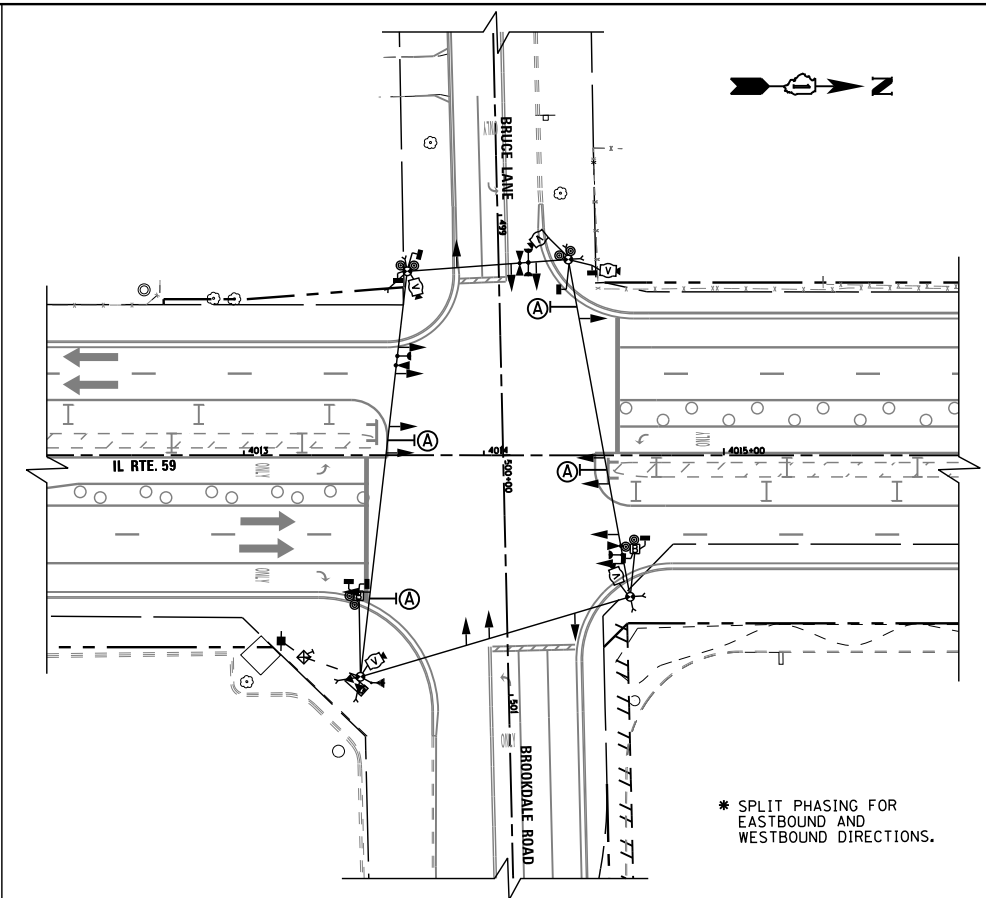 N
BRUCE LANE
ONLY
499
V
V
V
A
A
4013
4014
4015+00
ONLY
IL RTE. 59
ONLY
500+00
A
ONLY
V
A
V
501
ONLY
BROOKDALE ROAD
* SPLIT PHASING FOR
EASTBOUND AND
WESTBOUND DIRECTIONS.